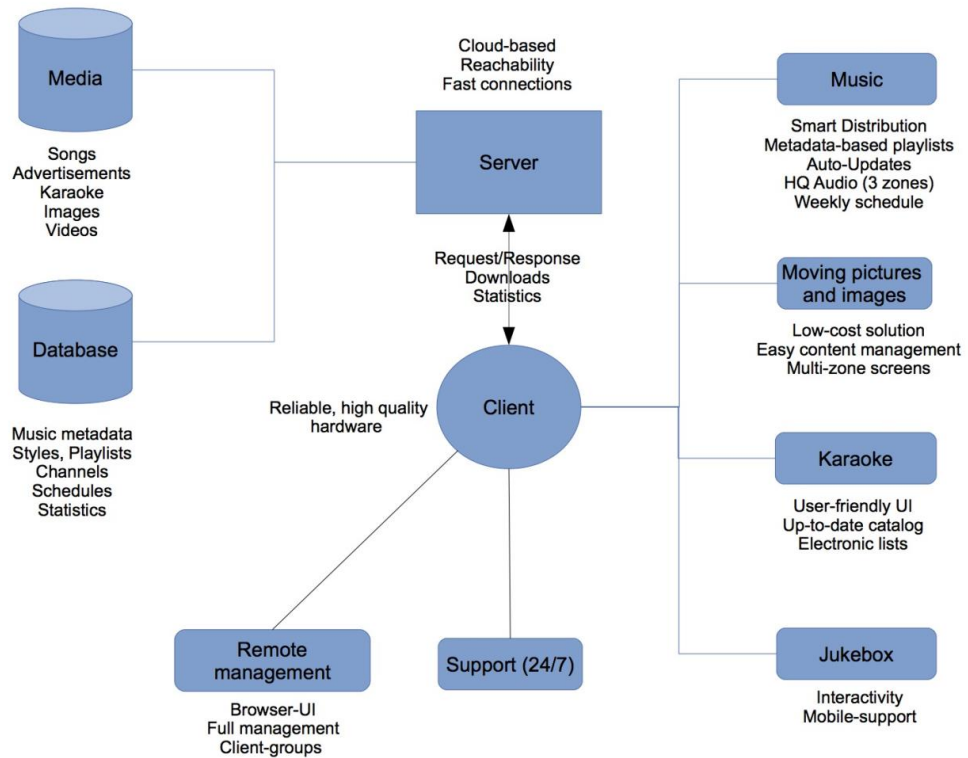 Media
Songs
Advertisements
Karaoke
Images
Videos
Database
Music metadata
Styles, Playlists
Channels
Schedules
Statistics
Cloud-based
Reachability
Fast connections
Server
Request/Response
Downloads
Statistics
Client
Reliable, high quality
hardware
Remote
management
Browser-UI
Full management
Client-groups
Support (24/7)
Music
Smart Distribution
Metadata-based playlists
Auto-Updates
HQ Audio (3 zones)
Weekly schedule
Moving pictures
and images
Low-cost solution
Easy content management
Multi-zone screens
Karaoke
User-friendly UI
Up-to-date catalog
Electronic lists
Jukebox
Interactivity
Mobile-support